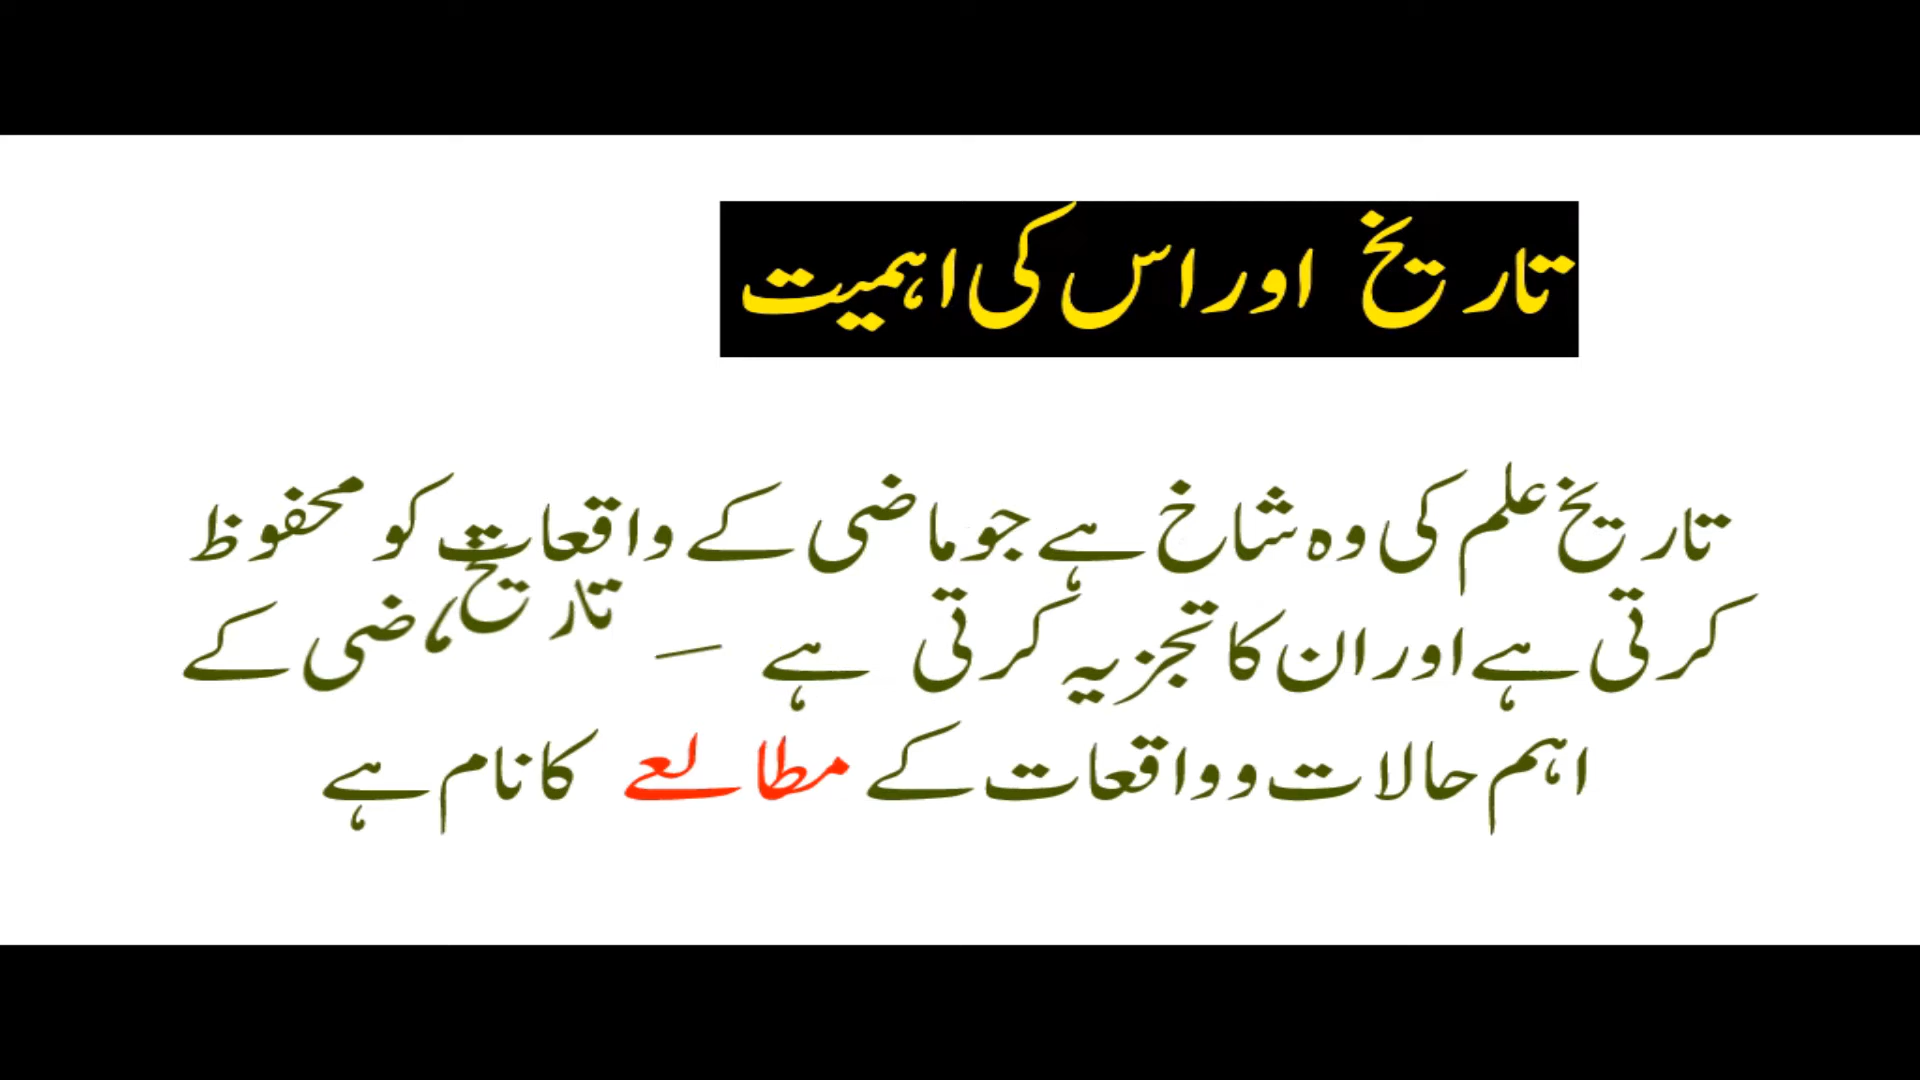 تاریخ اور اس کی اہمیت
تاریخ علم کی وہ شاخ ہے جو ماضی کے واقعات کو محفوظ
کرتی ہے اور ان کا تجزیہ کرتی ہے ۔ تاریخ ماضی کے
اہم حالات و واقعات کے مطالعے کا نام ہے